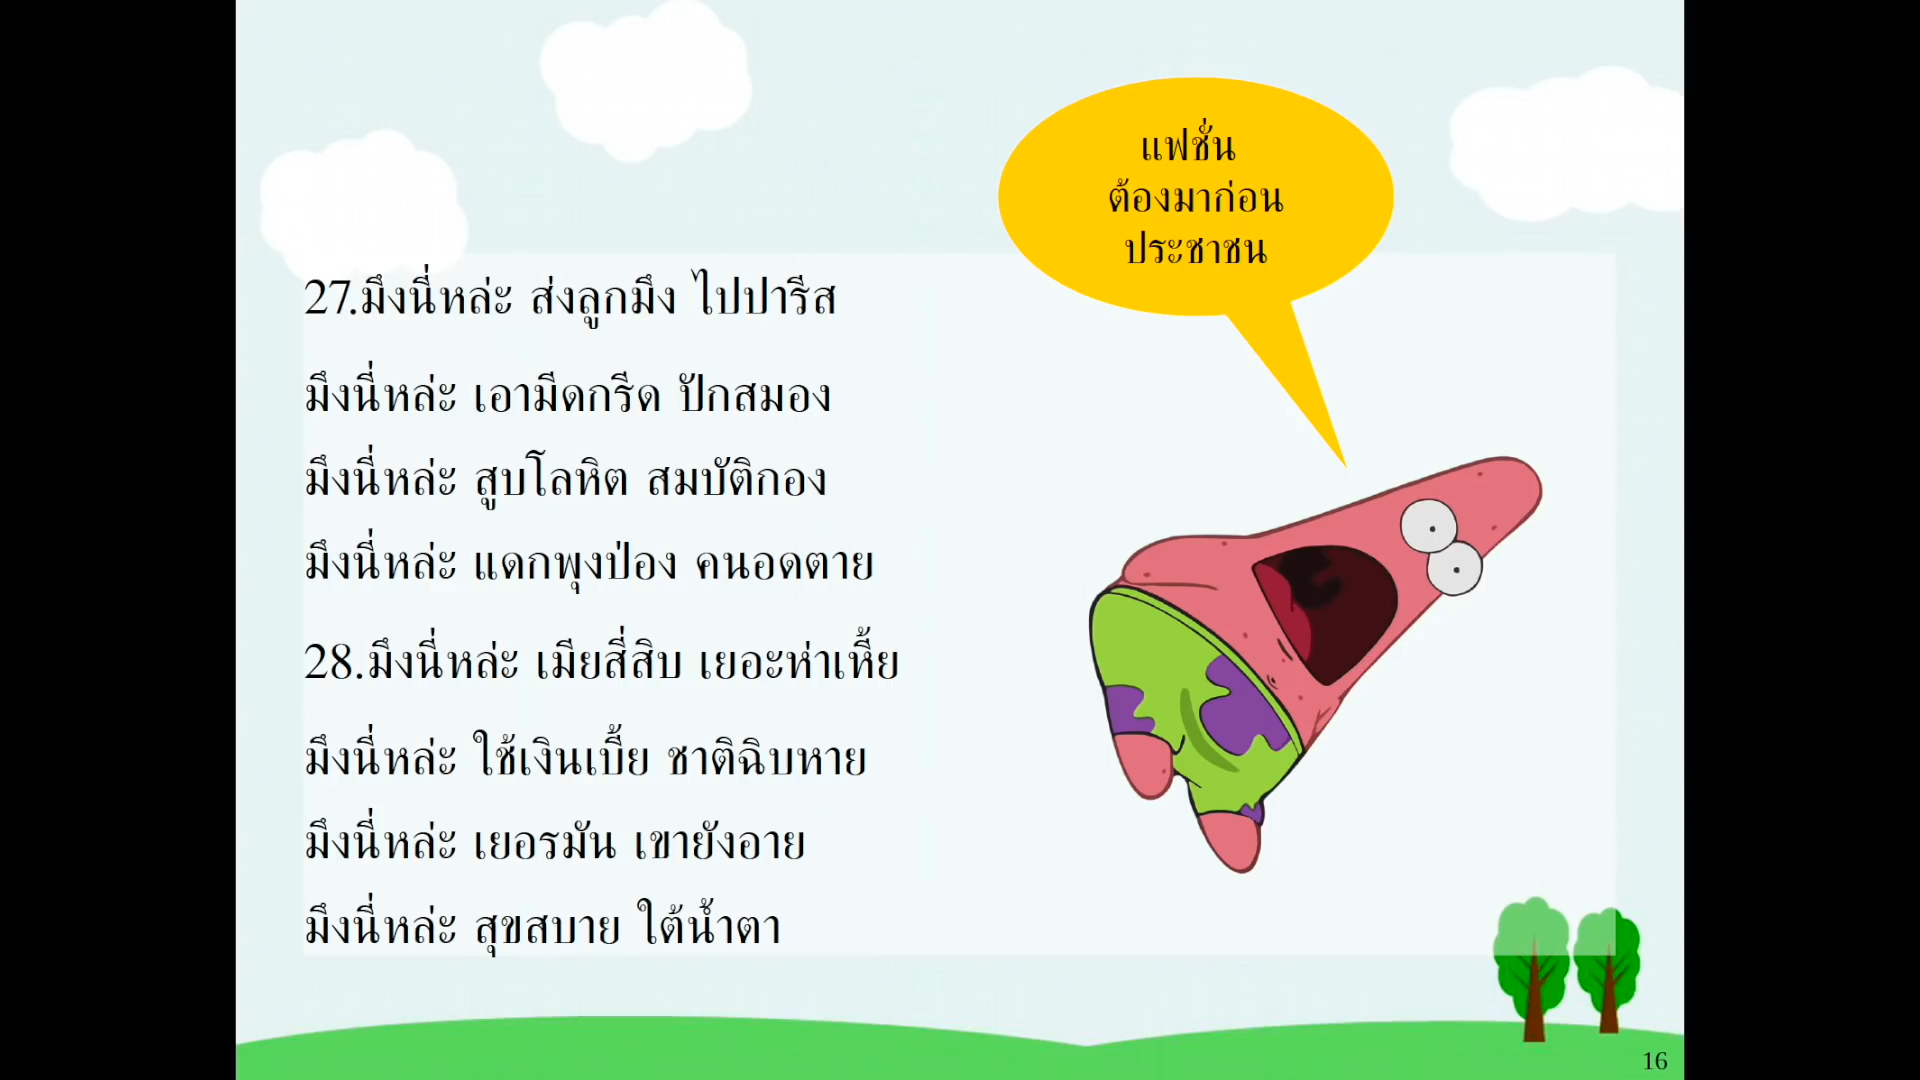 แฟชั่น
ต้องมาก่อน
ประชาชน
27.มึงนี่หล่ะ ส่งลูกมึง ไปปารีส
มึงนี่หล่ะ เอามีดกรีด ปักสมอง
มึงนี่หล่ะ สูบโลหิต สมบัติกอง
มึงนี่หล่ะ แดกพุงป่อง คนอดตาย
28.มึงนี่หล่ะ เมียสี่สิบ เยอะห่าเหี้ย
มึงนี่หล่ะ ใช้เงินเบี้ย ชาติฉิบหาย
มึงนี่หล่ะ เยอรมัน เขายังอาย
มึงนี่หล่ะ สุขสบาย ใต้น้ำตา
16